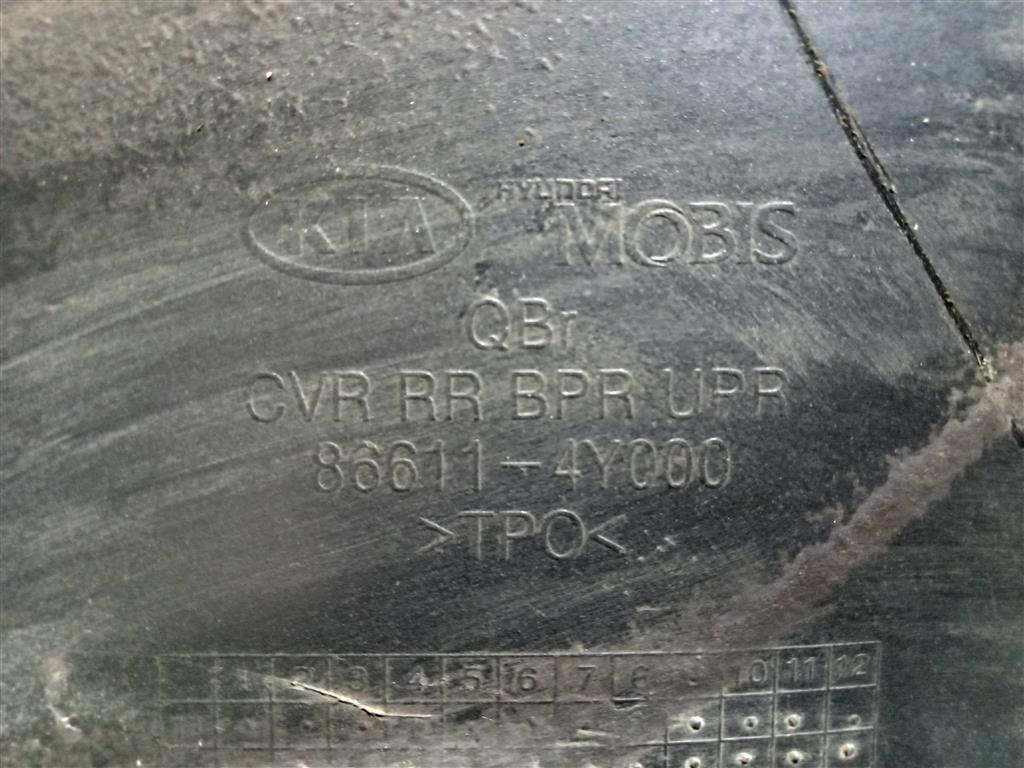 KIA HYUNDAI MOBIS
QBr
CVR RR BPR UPR
86611-4Y000
>TPO<
1 2 3 4 5 6 7 8 10 11 12